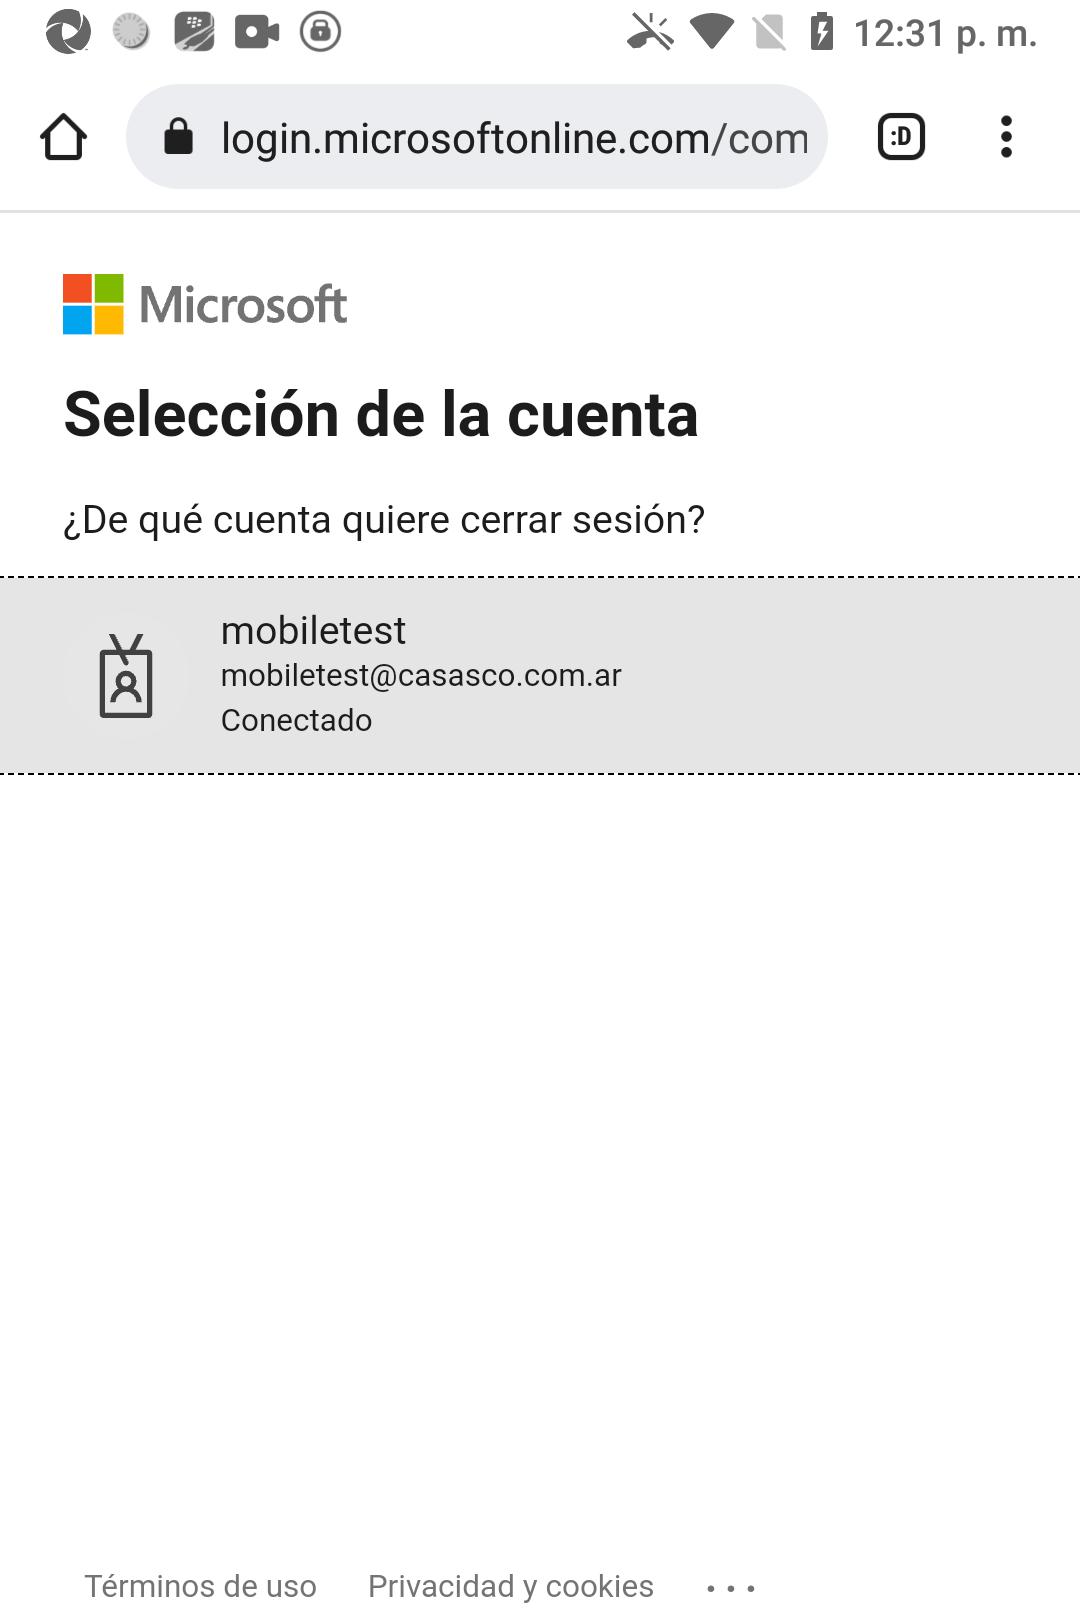 12:31 p. m.
login.microsoftonline.com/com
:D
Microsoft
Selección de la cuenta
¿De qué cuenta quiere cerrar sesión?
mobiletest
mobiletest@casasco.com.ar
Conectado
Términos de uso Privacidad y cookies ...